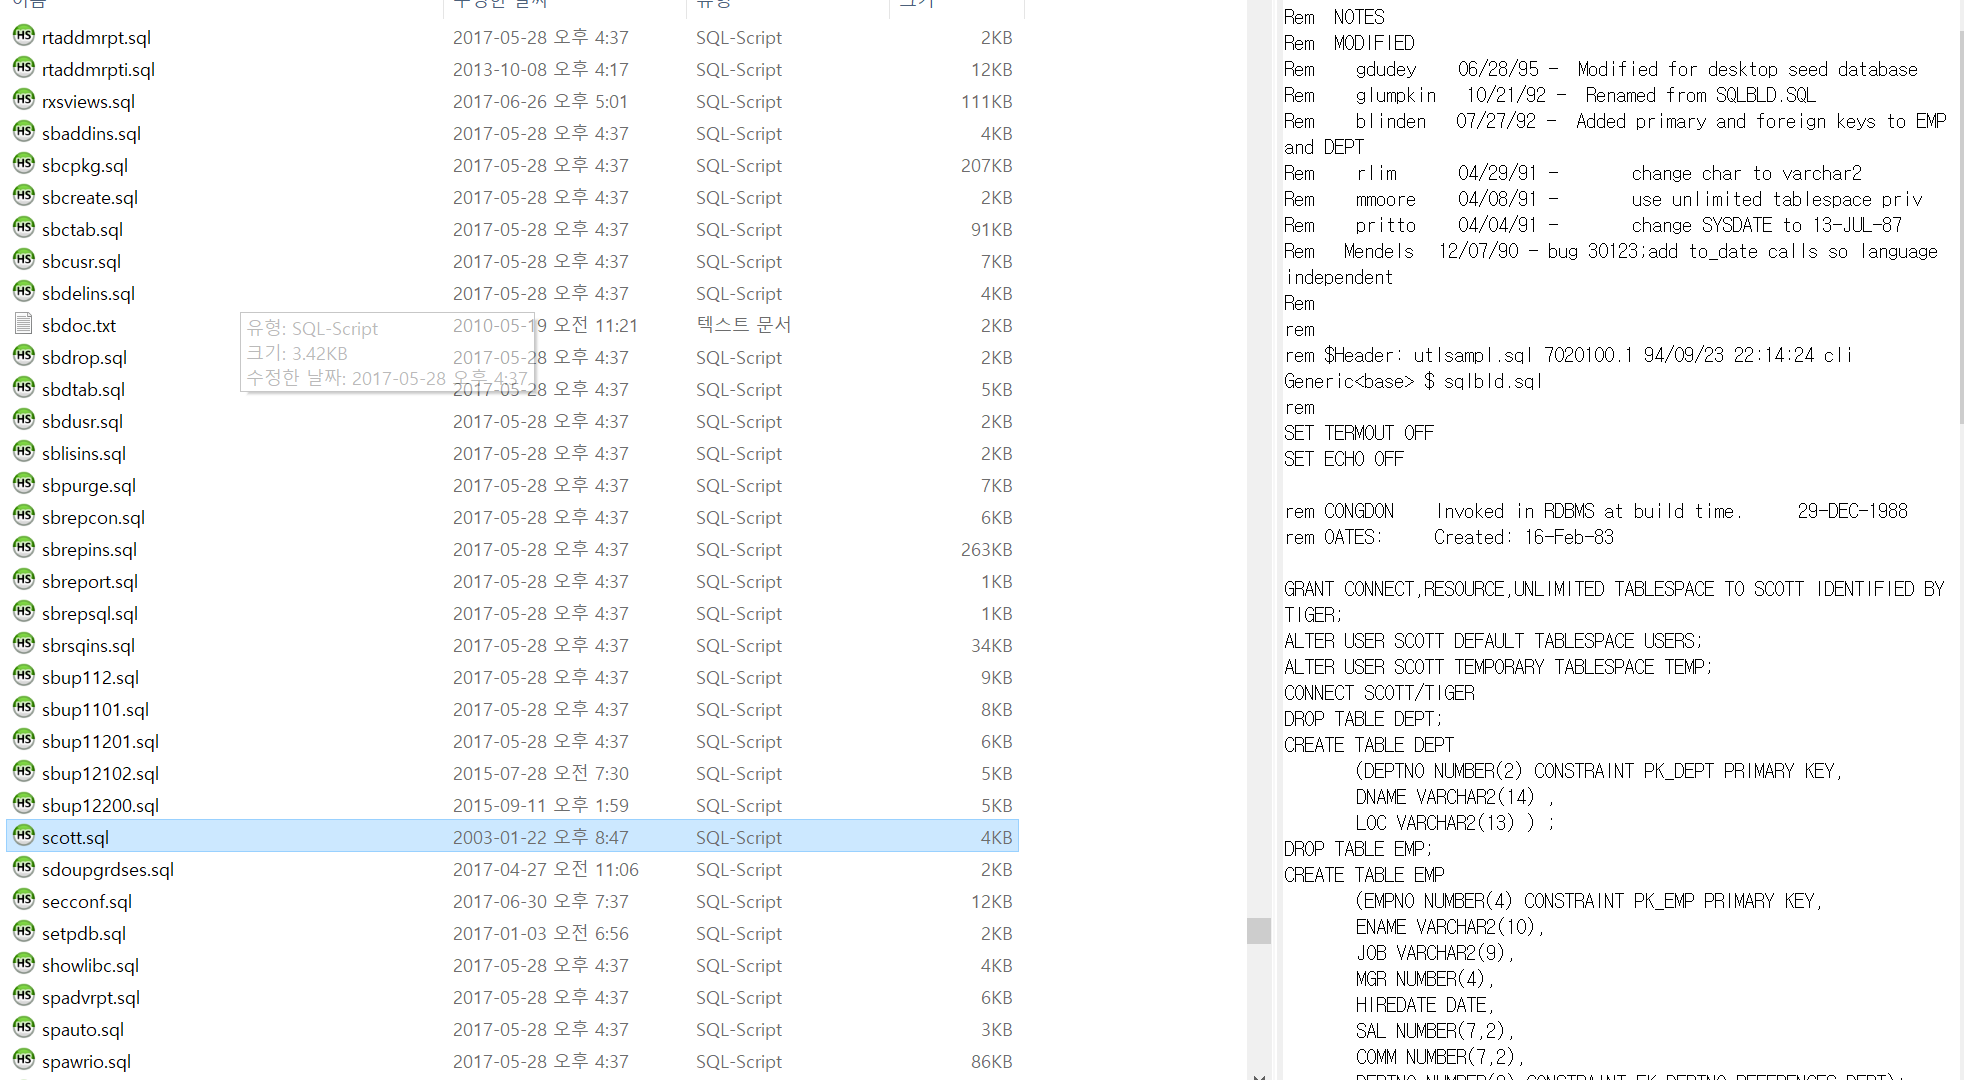 이름 수정한 날짜 유형 크기
rtaddmrpt.sql 2017-05-28 오후 4:37 SQL-Script 2KB
rtaddmrpti.sql 2013-10-08 오후 4:17 SQL-Script 12KB
rxsviews.sql 2017-06-26 오후 5:01 SQL-Script 111KB
sbaddins.sql 2017-05-28 오후 4:37 SQL-Script 4KB
sbcpkg.sql 2017-05-28 오후 4:37 SQL-Script 207KB
sbcreate.sql 2017-05-28 오후 4:37 SQL-Script 2KB
sbctab.sql 2017-05-28 오후 4:37 SQL-Script 91KB
sbcusr.sql 2017-05-28 오후 4:37 SQL-Script 7KB
sbdelins.sql 2017-05-28 오후 4:37 SQL-Script 4KB
sbdoc.txt 2010-05-19 오전 11:21 텍스트 문서 2KB
sbdrop.sql 2017-05-28 오후 4:37 SQL-Script 2KB
sbdtab.sql 2017-05-28 오후 4:37 SQL-Script 5KB
sbdusr.sql 2017-05-28 오후 4:37 SQL-Script 2KB
sblisins.sql 2017-05-28 오후 4:37 SQL-Script 2KB
sbpurge.sql 2017-05-28 오후 4:37 SQL-Script 7KB
sbrepcon.sql 2017-05-28 오후 4:37 SQL-Script 6KB
sbrepins.sql 2017-05-28 오후 4:37 SQL-Script 263KB
sbreport.sql 2017-05-28 오후 4:37 SQL-Script 1KB
sbrepsql.sql 2017-05-28 오후 4:37 SQL-Script 1KB
sbrsqins.sql 2017-05-28 오후 4:37 SQL-Script 34KB
sbup112.sql 2017-05-28 오후 4:37 SQL-Script 9KB
sbup1101.sql 2017-05-28 오후 4:37 SQL-Script 8KB
sbup11201.sql 2017-05-28 오후 4:37 SQL-Script 6KB
sbup12102.sql 2015-07-28 오전 7:30 SQL-Script 5KB
sbup12200.sql 2015-09-11 오후 1:59 SQL-Script 5KB
scott.sql 2003-01-22 오후 8:47 SQL-Script 4KB
sdoupgrdses.sql 2017-04-27 오전 11:06 SQL-Script 2KB
secconf.sql 2017-06-30 오후 7:37 SQL-Script 12KB
setpdb.sql 2017-01-03 오전 6:56 SQL-Script 2KB
showlibc.sql 2017-05-28 오후 4:37 SQL-Script 4KB
spadvrpt.sql 2017-05-28 오후 4:37 SQL-Script 6KB
spauto.sql 2017-05-28 오후 4:37 SQL-Script 3KB
spawrio.sql 2017-05-28 오후 4:37 SQL-Script 86KB
유형: SQL-Script
크기: 3.42KB
수정한 날짜: 2017-05-28 오후 4:37
Rem NOTES
Rem MODIFIED
Rem gdudey 06/28/95 - Modified for desktop seed database
Rem glumpkin 10/21/92 - Renamed from SQLBLD.SQL
Rem blinden 07/27/92 - Added primary and foreign keys to EMP
and DEPT
Rem rlim 04/29/91 - change char to varchar2
Rem mmoore 04/08/91 - use unlimited tablespace priv
Rem pritto 04/04/91 - change SYSDATE to 13-JUL-87
Rem Mendels 12/07/90 - bug 30123;add to_date calls so language
independent
Rem
rem
rem $Header: utlsampl.sql 7020100.1 94/09/23 22:14:24 cli
Generic<base> $ sqlbld.sql
rem
SET TERMOUT OFF
SET ECHO OFF
rem CONGDON Invoked in RDBMS at build time. 29-DEC-1988
rem OATES: Created: 16-Feb-83
GRANT CONNECT,RESOURCE,UNLIMITED TABLESPACE TO SCOTT IDENTIFIED BY
TIGER;
ALTER USER SCOTT DEFAULT TABLESPACE USERS;
ALTER USER SCOTT TEMPORARY TABLESPACE TEMP;
CONNECT SCOTT/TIGER
DROP TABLE DEPT;
CREATE TABLE DEPT
(DEPTNO NUMBER(2) CONSTRAINT PK_DEPT PRIMARY KEY,
DNAME VARCHAR2(14) ,
LOC VARCHAR2(13) ) ;
DROP TABLE EMP;
CREATE TABLE EMP
(EMPNO NUMBER(4) CONSTRAINT PK_EMP PRIMARY KEY,
ENAME VARCHAR2(10),
JOB VARCHAR2(9),
MGR NUMBER(4),
HIREDATE DATE,
SAL NUMBER(7,2),
COMM NUMBER(7,2),
DEPTNO NUMBER(2) CONSTRAINT FK_DEPTNO REFERENCES DEPT);